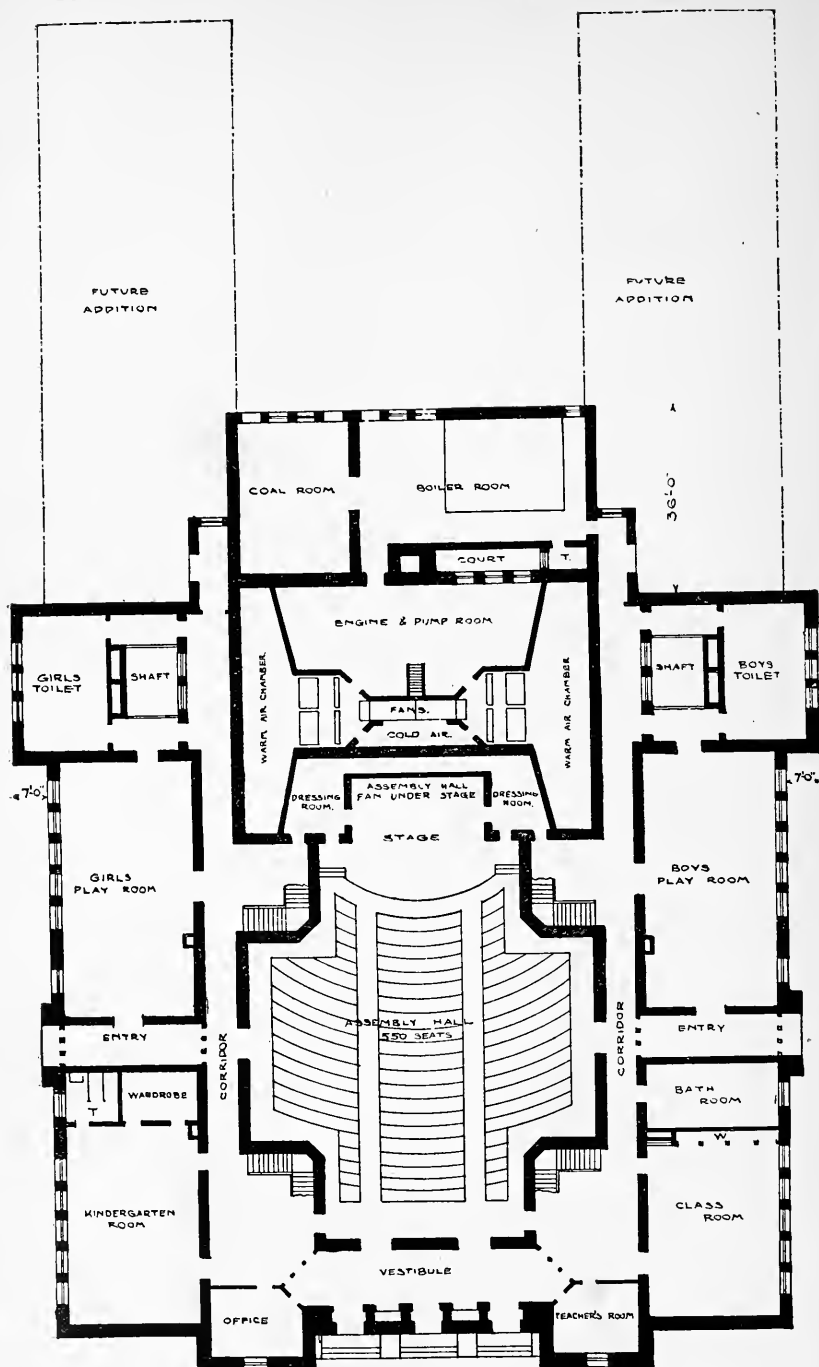 FUTURE
ADDITION
FUTURE
ADDITION
COAL ROOM
BOILER ROOM
36'-0"
COURT
T.
ENGINE & PUMP ROOM
GIRLS
TOILET
SHAFT
WARM AIR CHAMBER
WARM AIR CHAMBER
SHAFT
BOYS
TOILET
FANS.
COLD AIR.
7'-0"
DRESSING
ROOM.
ASSEMBLY HALL
FAN UNDER STAGE
DRESSING
ROOM.
7'-0"
STAGE
GIRLS
PLAY ROOM
BOYS
PLAY ROOM
ENTRY
CORRIDOR
ASSEMBLY HALL
550 SEATS
CORRIDOR
ENTRY
T
WARDROBE
BATH
ROOM
W
KINDERGARTEN
ROOM
CLASS
ROOM
VESTIBULE
OFFICE
TEACHER'S ROOM